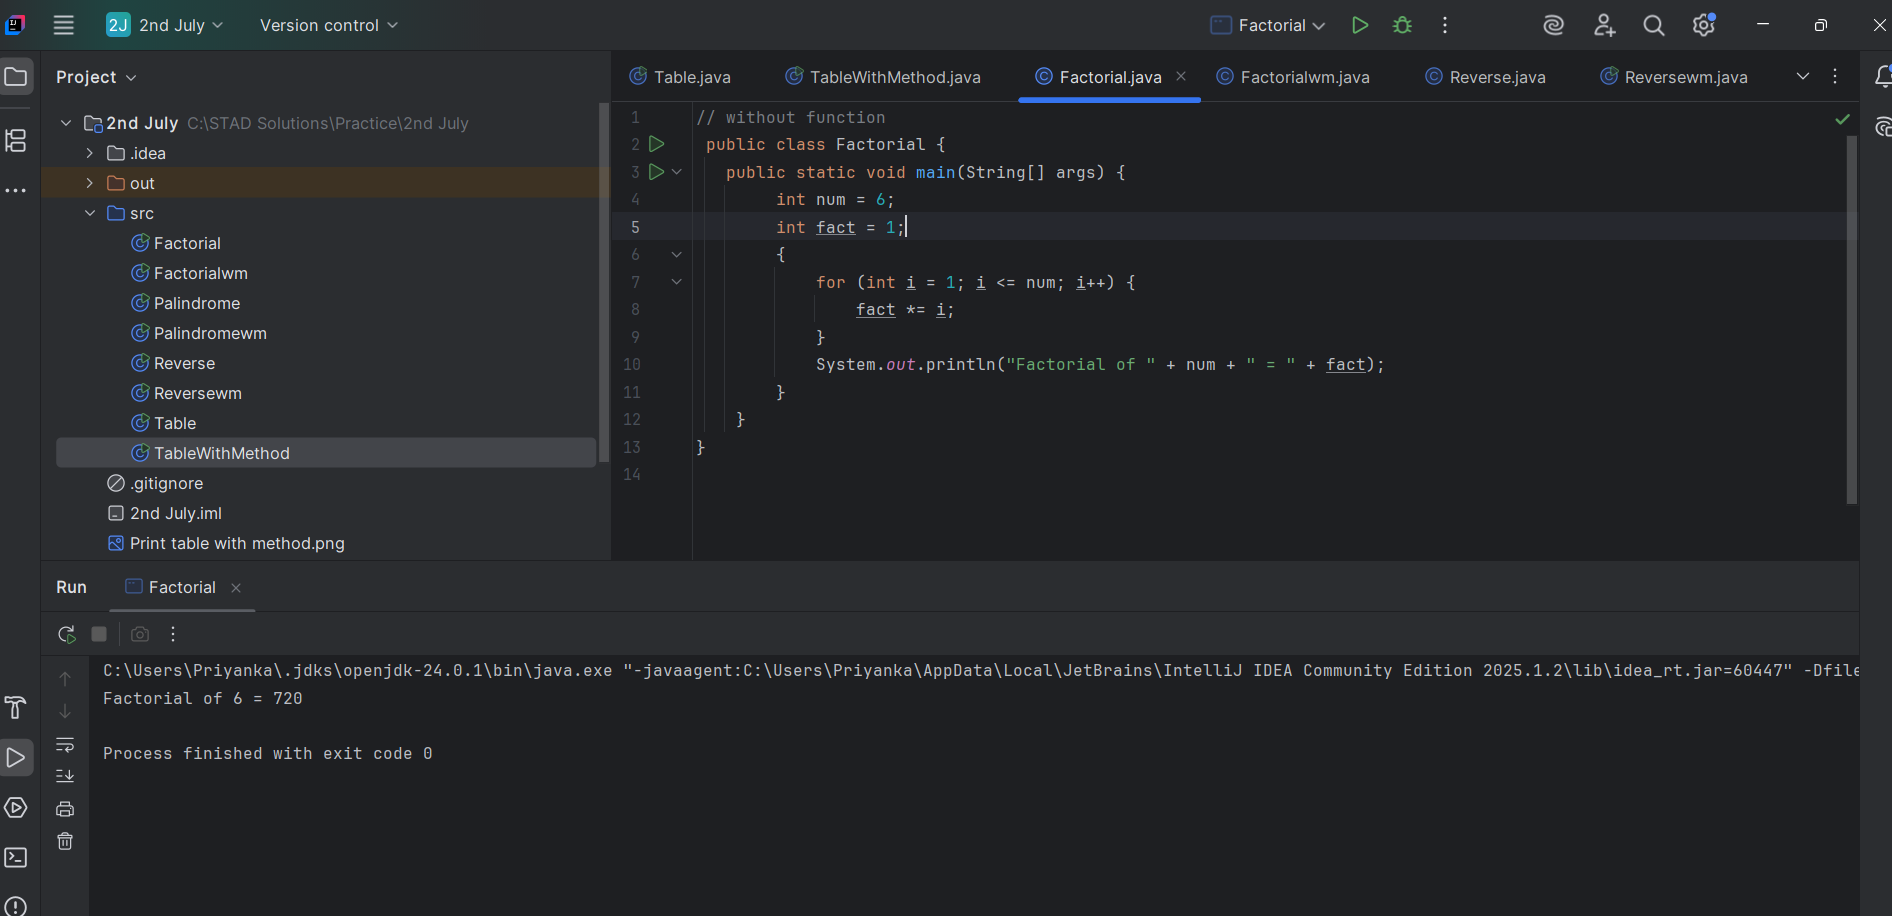 2J 2nd July Version control Factorial
Project
Table.java TableWithMethod.java Factorial.java Factorialwm.java Reverse.java Reversewm.java
2nd July C:\STAD Solutions\Practice\2nd July
.idea
out
src
Factorial
Factorialwm
Palindrome
Palindromewm
Reverse
Reversewm
Table
TableWithMethod
.gitignore
2nd July.iml
Print table with method.png
1 // without function
2 public class Factorial {
3 public static void main(String[] args) {
4 int num = 6;
5 int fact = 1;
6 {
7 for (int i = 1; i <= num; i++) {
8 fact *= i;
9 }
10 System.out.println("Factorial of " + num + " = " + fact);
11 }
12 }
13 }
14
Run Factorial
C:\Users\Priyanka\.jdks\openjdk-24.0.1\bin\java.exe "-javaagent:C:\Users\Priyanka\AppData\Local\JetBrains\IntelliJ IDEA Community Edition 2025.1.2\lib\idea_rt.jar=60447" -Dfile
Factorial of 6 = 720
Process finished with exit code 0